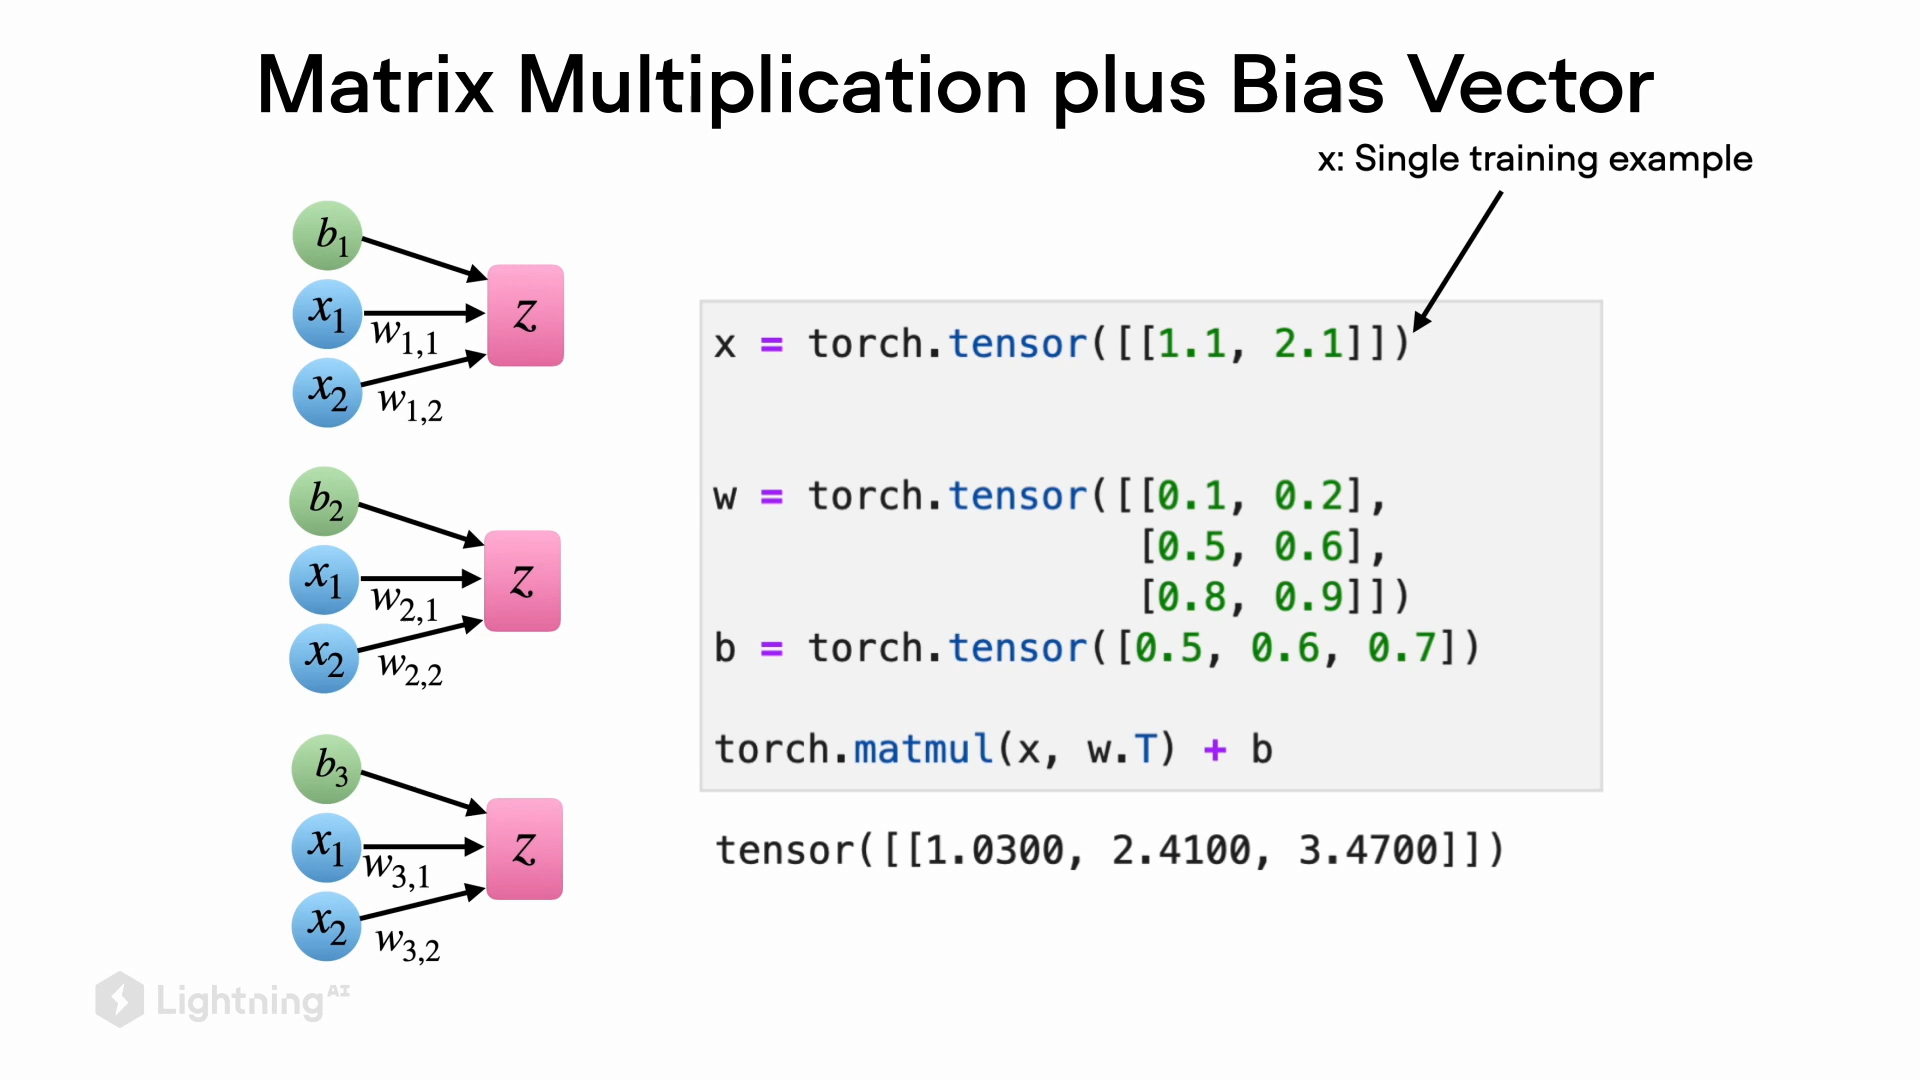 Matrix Multiplication plus Bias Vector
x: Single training example
b1
x1
w1,1
x2
w1,2
z
b2
x1
w2,1
x2
w2,2
z
b3
x1
w3,1
x2
w3,2
z
x = torch.tensor([[1.1, 2.1]])
w = torch.tensor([[0.1, 0.2],
[0.5, 0.6],
[0.8, 0.9]])
b = torch.tensor([0.5, 0.6, 0.7])
torch.matmul(x, w.T) + b
tensor([[1.0300, 2.4100, 3.4700]])
Lightning AI